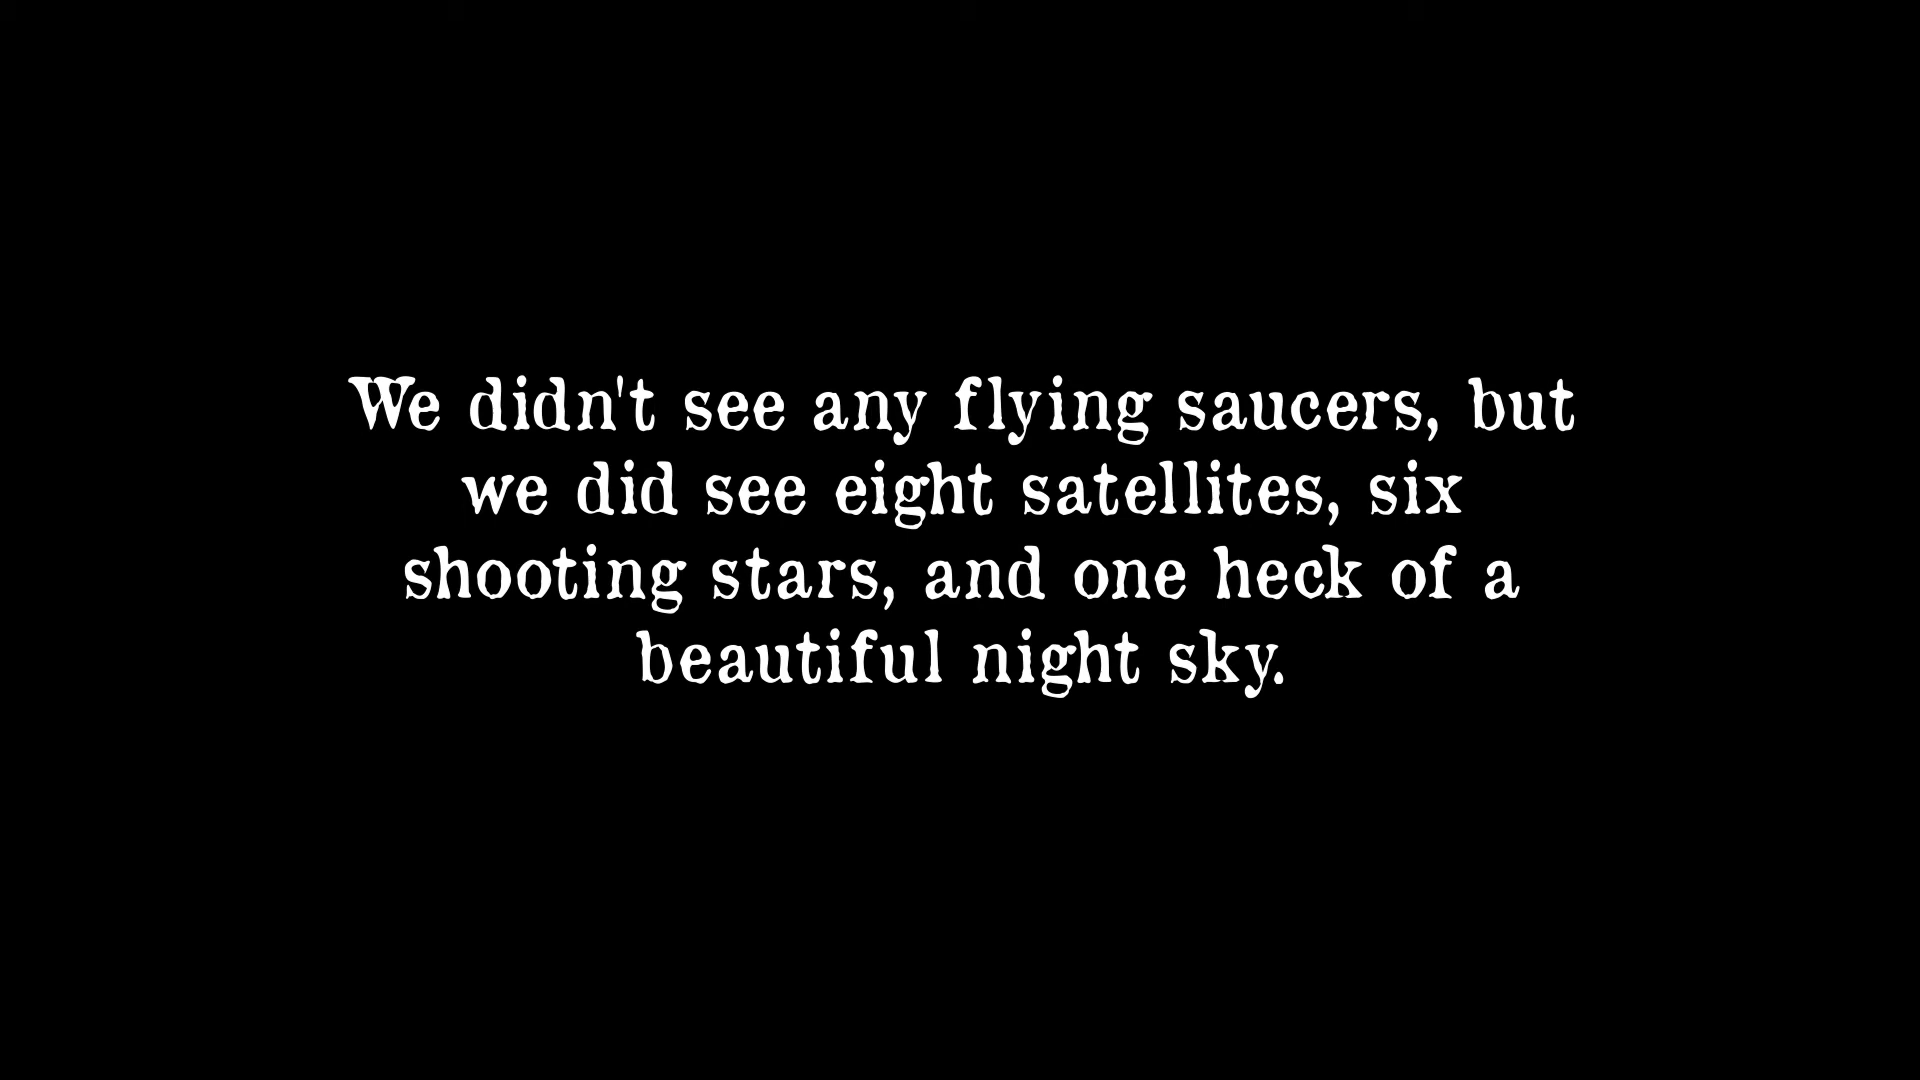 We didn't see any flying saucers, but
we did see eight satellites, six
shooting stars, and one heck of a
beautiful night sky.